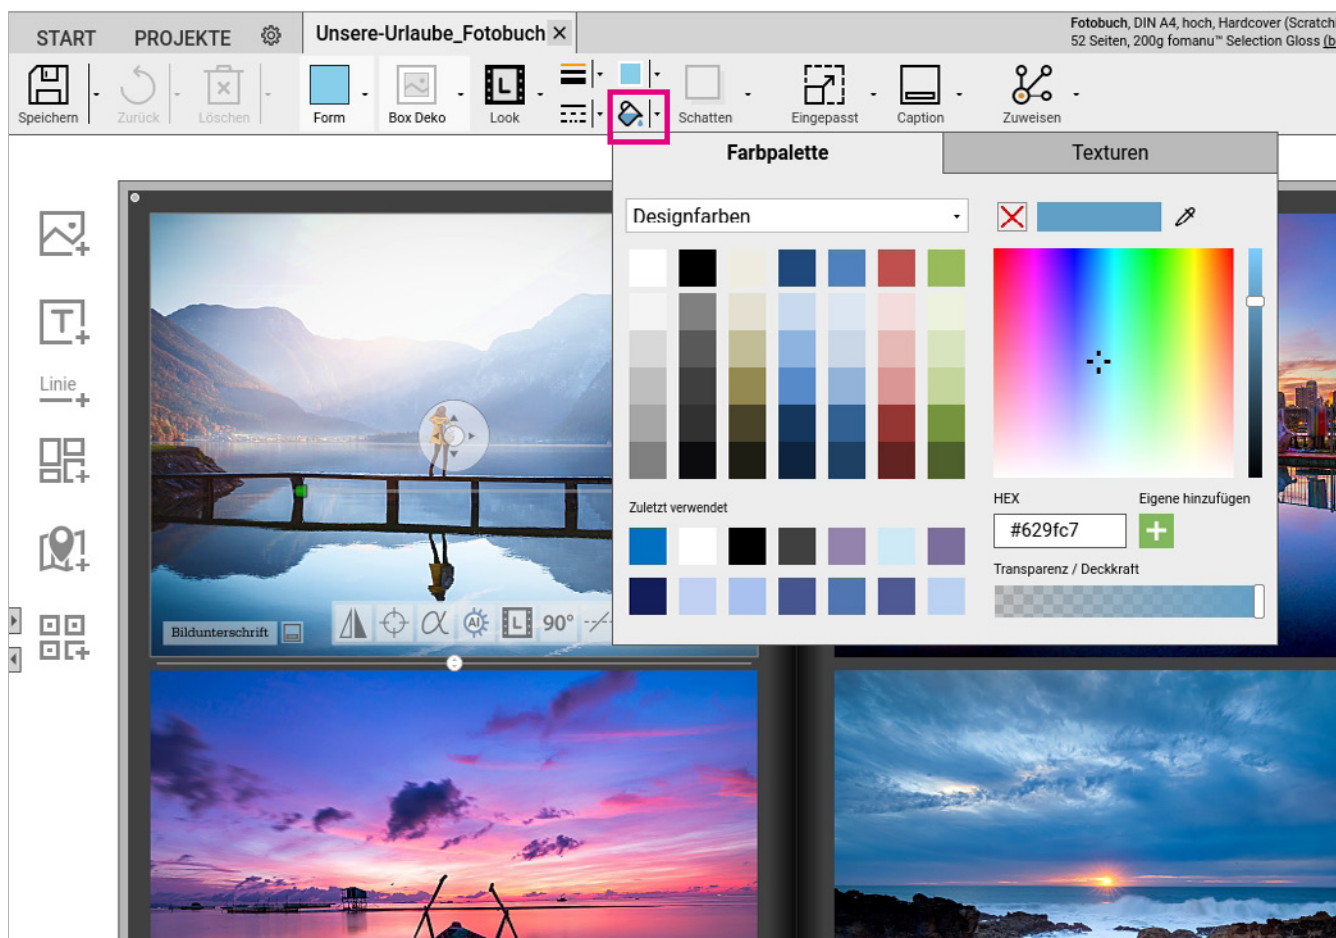 START
PROJEKTE
Unsere-Urlaube_Fotobuch
Fotobuch, DIN A4, hoch, Hardcover
52 Seiten, 200g fomanu™ Selection Gloss
Speichern
Zurück
Löschen
Form
Box Deko
L
Look
Schatten
Eingepasst
Caption
Zuweisen
Farbpalette
Texturen
Designfarben
T
Linie
Zuletzt verwendet
HEX
Eigene hinzufügen
#629fc7
Transparenz / Deckkraft
Bildunterschrift
α
AI
L
90°